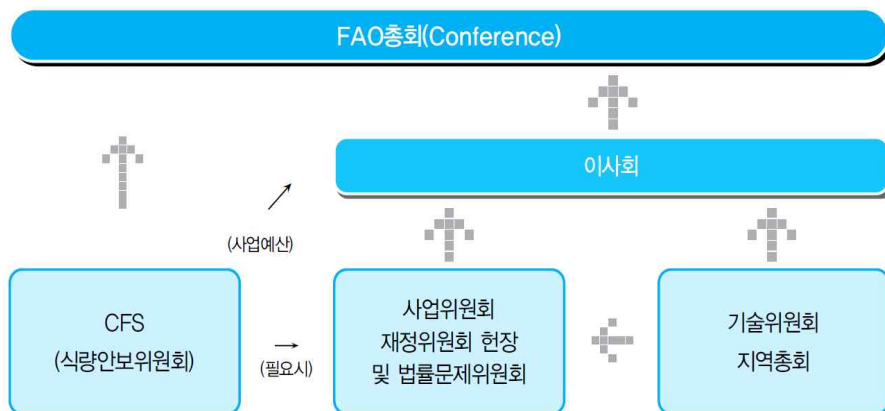 FAO총회(Conference)
이사회
(사업예산)
CFS
(식량안보위원회)
(필요시)
사업위원회
재정위원회 헌장
및 법률문제위원회
기술위원회
지역총회